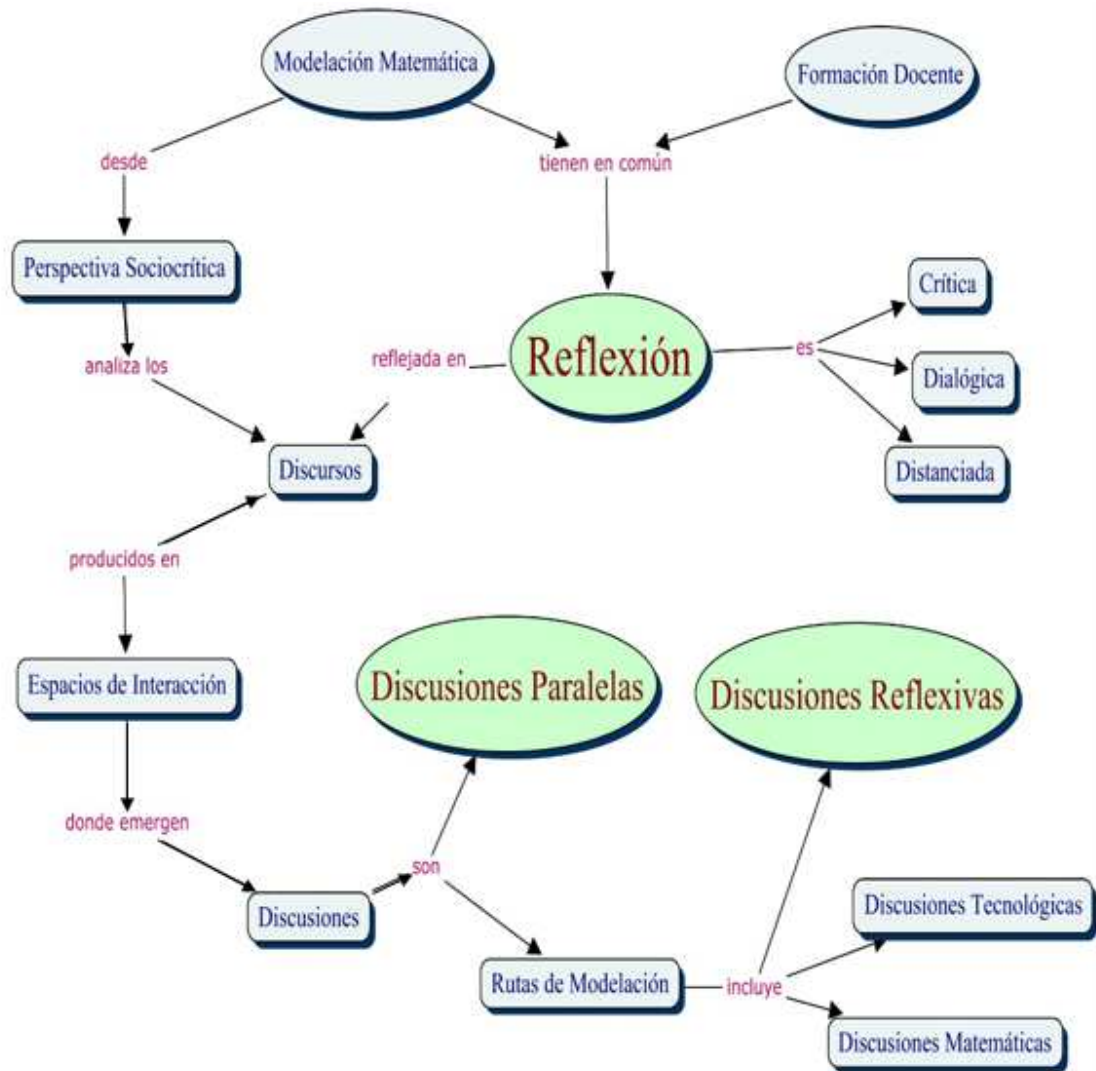 Modelación Matemática
Formación Docente
desde
tienen en común
Perspectiva Sociocrítica
Crítica
analiza los
reflejada en
Reflexión
es
Dialógica
Discursos
Distanciada
producidos en
Espacios de Interacción
Discusiones Paralelas
Discusiones Reflexivas
donde emergen
son
Discusiones
Discusiones Tecnológicas
Rutas de Modelación
incluye
Discusiones Matemáticas